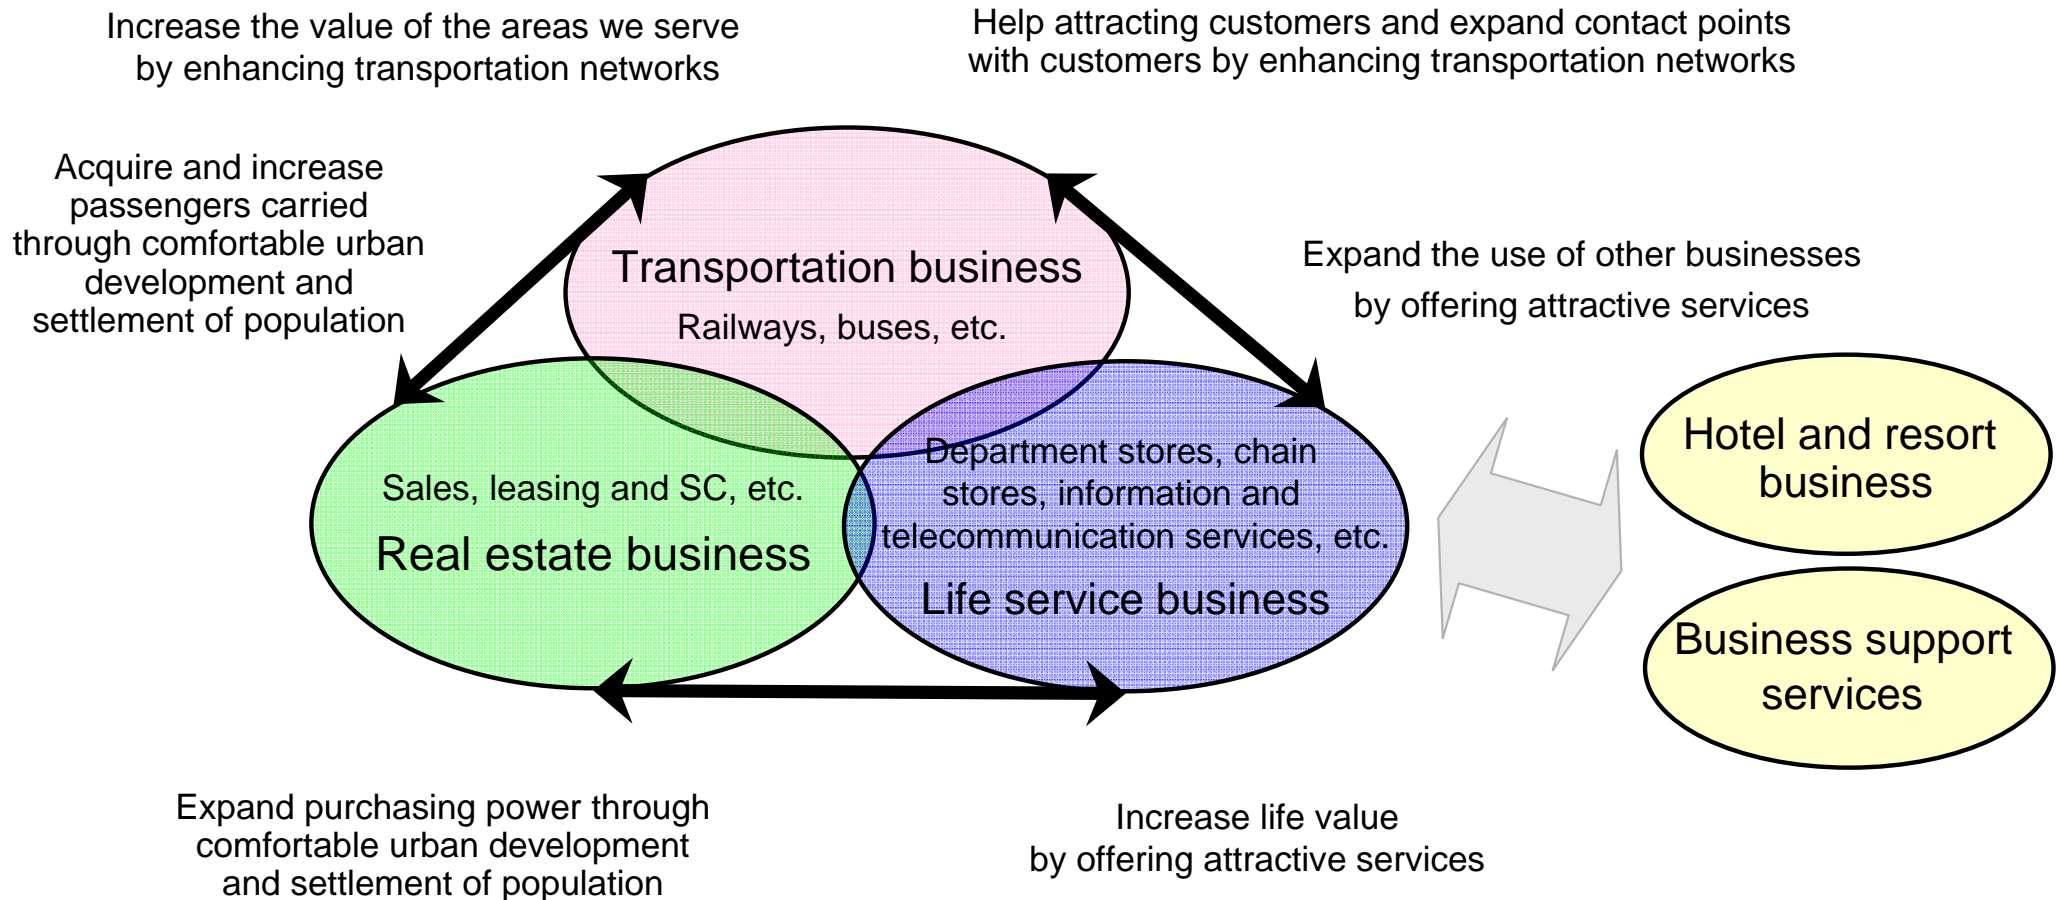 Increase the value of the areas we serve
by enhancing transportation networks
Help attracting customers and expand contact points
with customers by enhancing transportation networks
Acquire and increase
passengers carried
through comfortable urban
development and
settlement of population
Transportation business
Railways, buses, etc.
Expand the use of other businesses
by offering attractive services
Sales, leasing and SC, etc.
Real estate business
Department stores, chain
stores, information and
telecommunication services, etc.
Life service business
Hotel and resort
business
Business support
services
Expand purchasing power through
comfortable urban development
and settlement of population
Increase life value
by offering attractive services